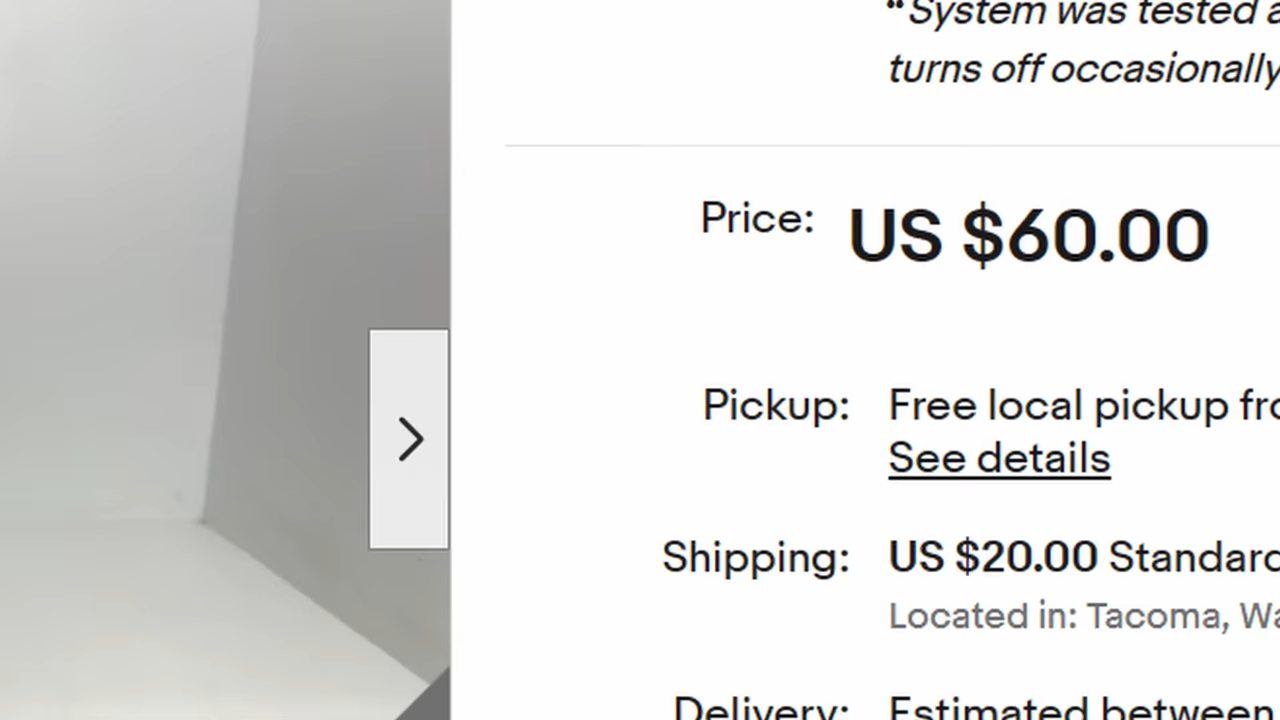 “System was tested a
turns off occasionally
Price: US $60.00
Pickup: Free local pickup fro
See details
Shipping: US $20.00 Standard
Located in: Tacoma, Wa
Delivery: Estimated between